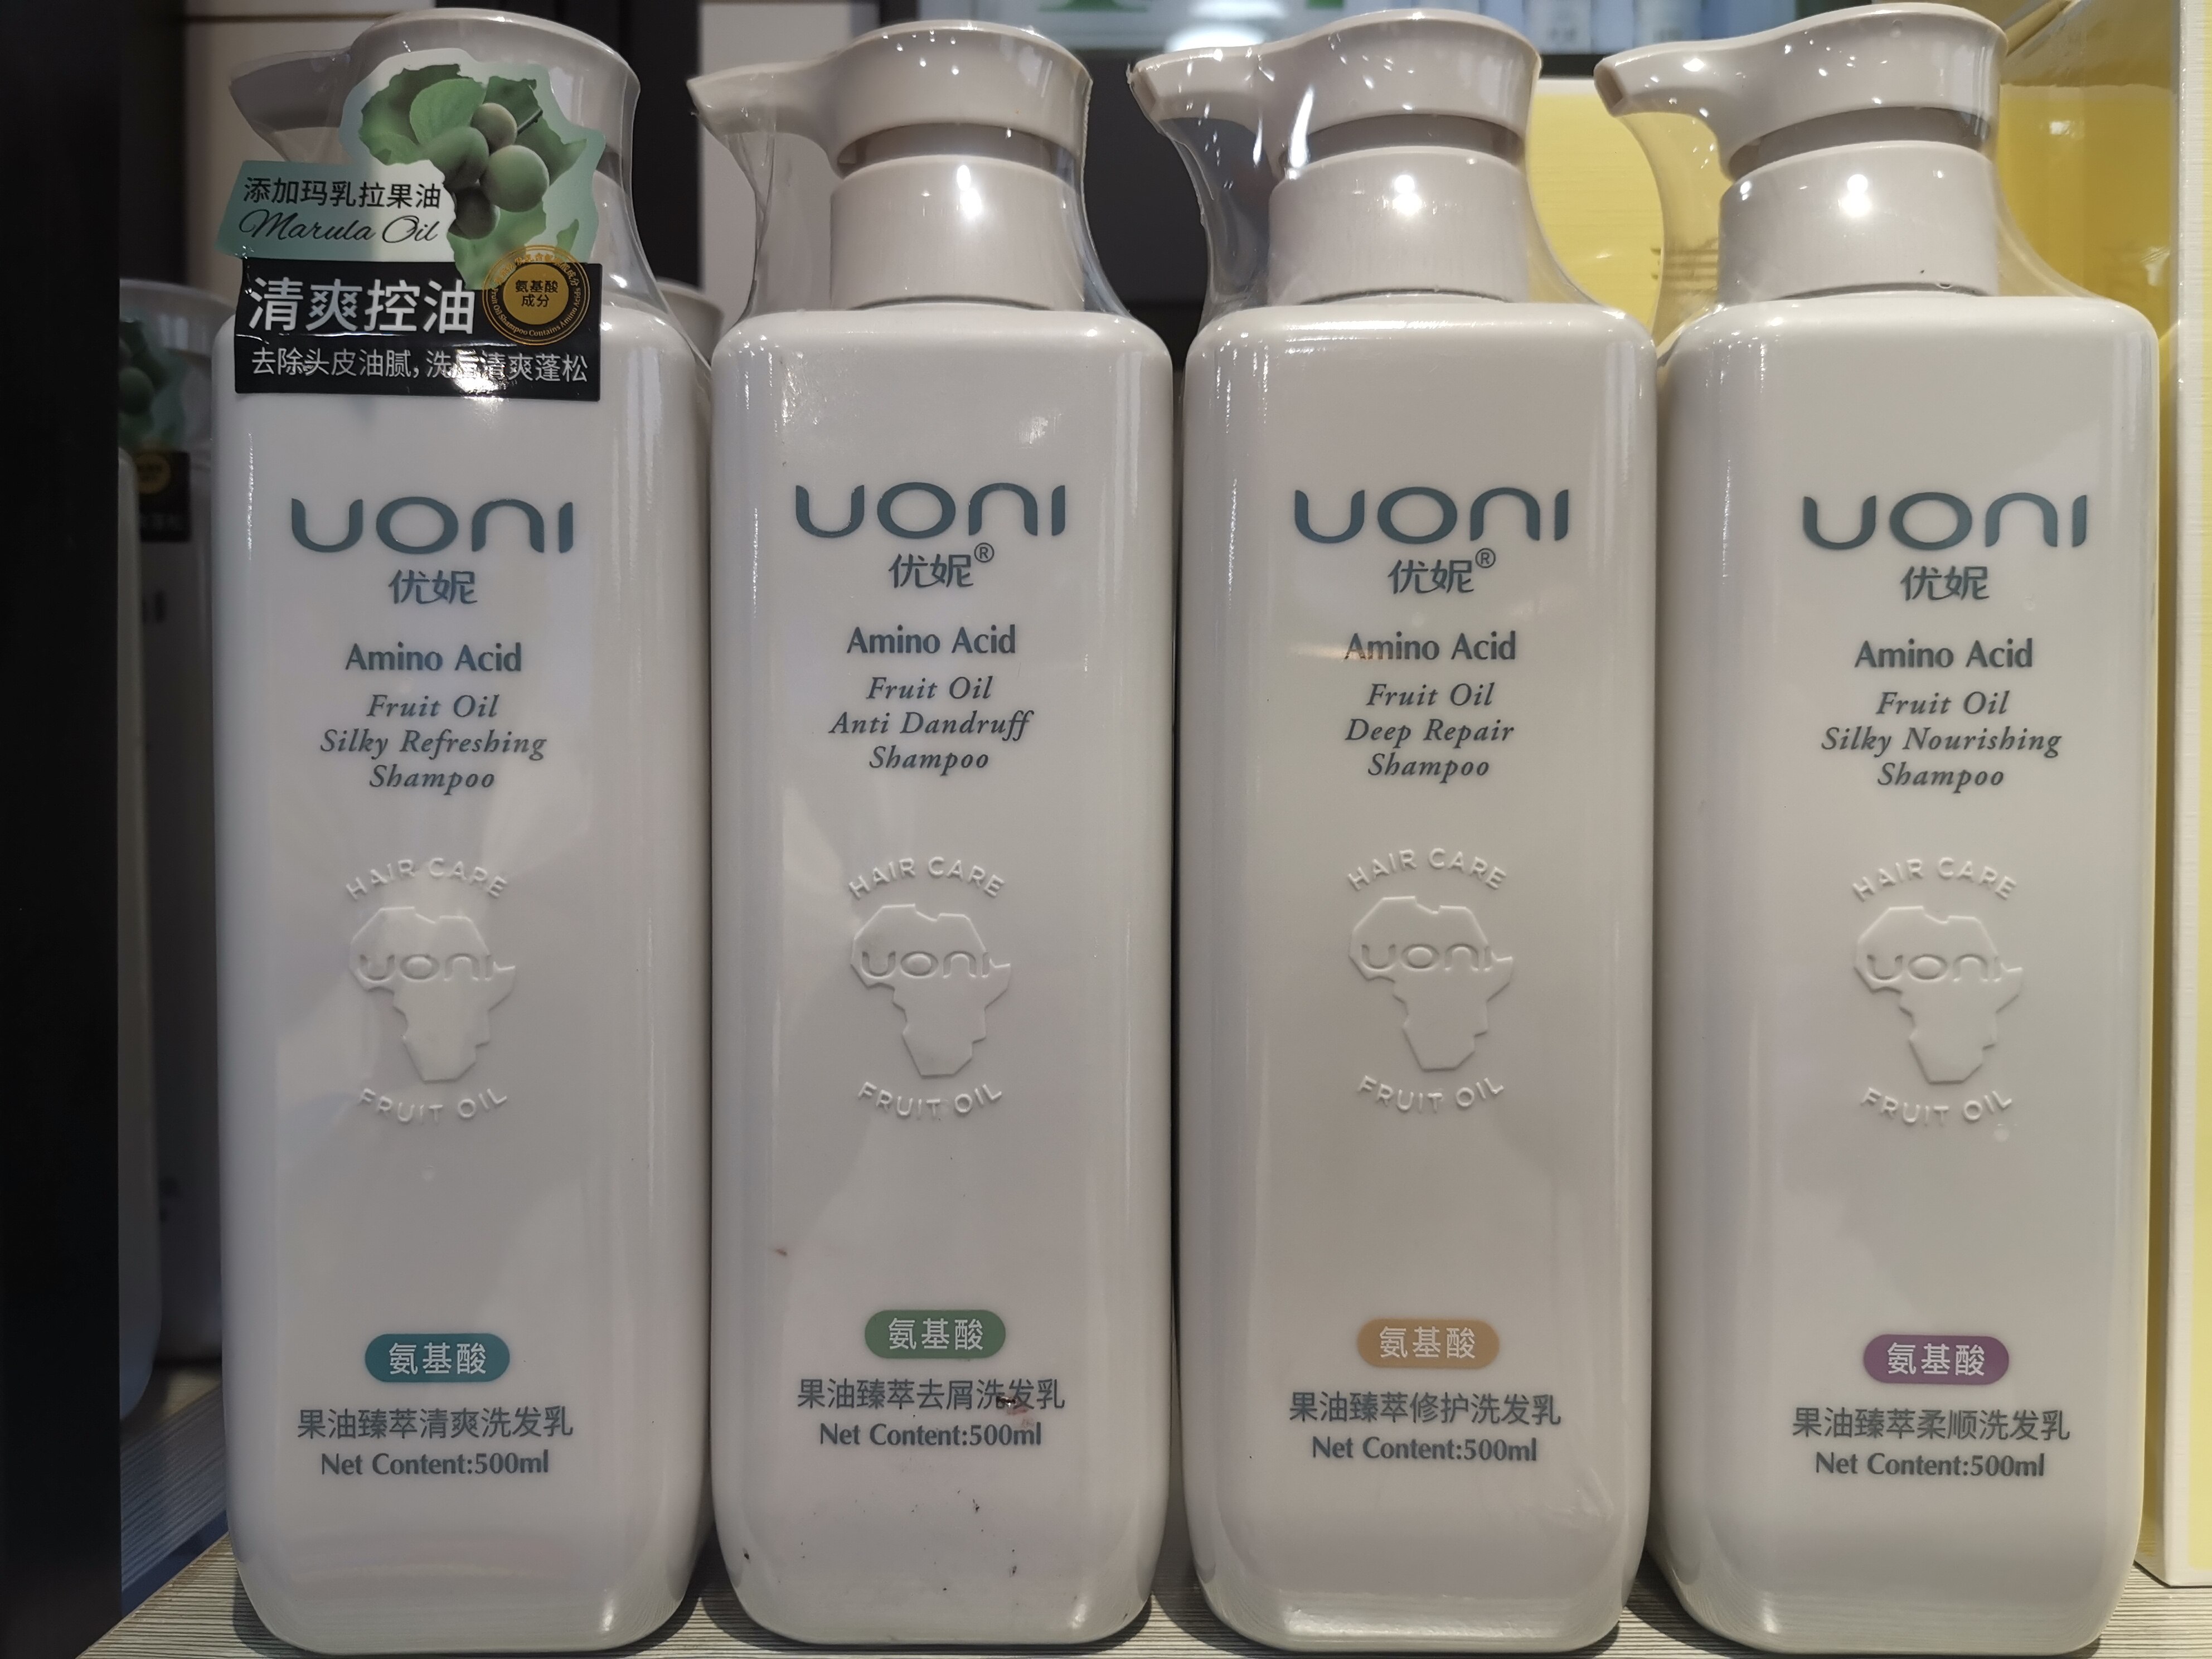 添加玛乳拉果油
Marula Oil
氨基酸
成分
清爽控油
去除头皮油腻,洗后清爽蓬松
UONI
优妮
Amino Acid
Fruit Oil
Silky Refreshing
Shampoo
HAIR CARE
UONI
FRUIT OIL
氨基酸
果油臻萃清爽洗发乳
Net Content:500ml
UONI
优妮®
Amino Acid
Fruit Oil
Anti Dandruff
Shampoo
HAIR CARE
UONI
FRUIT OIL
氨基酸
果油臻萃去屑洗发乳
Net Content:500ml
UONI
优妮®
Amino Acid
Fruit Oil
Deep Repair
Shampoo
HAIR CARE
UONI
FRUIT OIL
氨基酸
果油臻萃修护洗发乳
Net Content:500ml
UONI
优妮
Amino Acid
Fruit Oil
Silky Nourishing
Shampoo
HAIR CARE
UONI
FRUIT OIL
氨基酸
果油臻萃柔顺洗发乳
Net Content:500ml